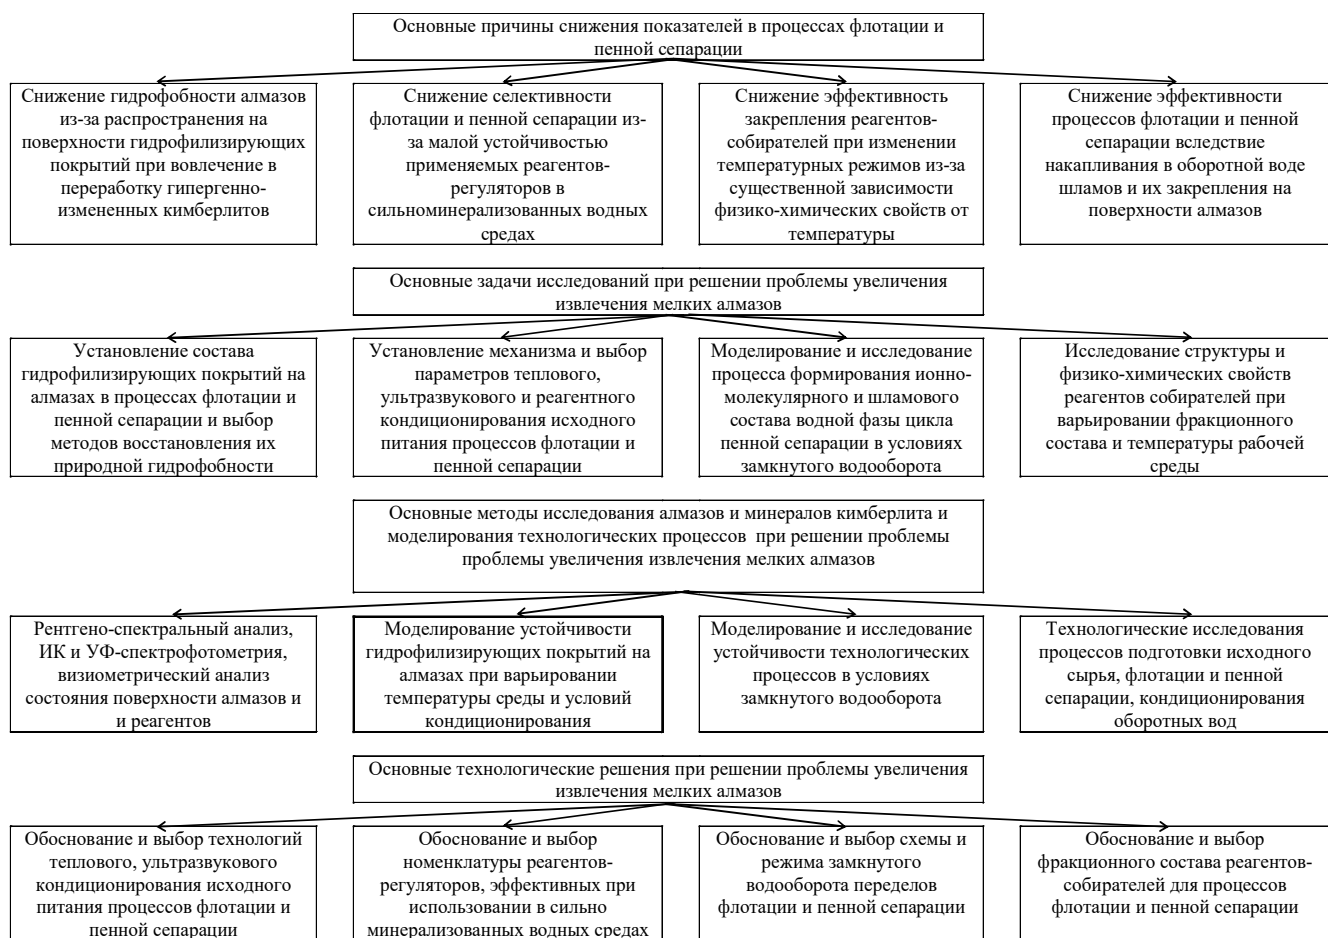 Основные причины снижения показателей в процессах флотации и
пенной сепарации
Снижение гидрофобности алмазов
из-за распространения на
поверхности гидрофилизирующих
покрытий при вовлечение в
переработку гипергенно-
измененных кимберлитов
Снижение селективности
флотации и пенной сепарации из-
за малой устойчивостью
применяемых реагентов-
регуляторов в
сильноминерализованных водных
средах
Снижение эффективность
закрепления реагентов-
собирателей при изменении
температурных режимов из-за
существенной зависимости
физико-химических свойств от
температуры
Снижение эффективности
процессов флотации и пенной
сепарации вследствие
накапливания в оборотной воде
шламов и их закрепления на
поверхности алмазов
Основные задачи исследований при решении проблемы увеличения
извлечения мелких алмазов
Установление состава
гидрофилизирующих покрытий на
алмазах в процессах флотации и
пенной сепарации и выбор
методов восстановления их
природной гидрофобности
Установление механизма и выбор
параметров теплового,
ультразвукового и реагентного
кондиционирования исходного
питания процессов флотации и
пенной сепарации
Моделирование и исследование
процесса формирования ионно-
молекулярного и шламового
состава водной фазы цикла
пенной сепарации в условиях
замкнутого водооборота
Исследование структуры и
физико-химических свойств
реагентов собирателей при
варьировании фракционного
состава и температуры рабочей
среды
Основные методы исследования алмазов и минералов кимберлита и
моделирования технологических процессов при решении проблемы
проблемы увеличения извлечения мелких алмазов
Рентгено-спектральный анализ,
ИК и УФ-спектрофотометрия,
визиометрический анализ
состояния поверхности алмазов и
и реагентов
Моделирование устойчивости
гидрофилизирующих покрытий на
алмазах при варьировании
температуры среды и условий
кондиционирования
Моделирование и исследование
устойчивости технологических
процессов в условиях
замкнутого водооборота
Технологические исследования
процессов подготовки исходного
сырья, флотации и пенной
сепарации, кондиционирования
оборотных вод
Основные технологические решения при решении проблемы увеличения
извлечения мелких алмазов
Обоснование и выбор технологий
теплового, ультразвукового
кондиционирования исходного
питания процессов флотации и
пенной сепарации
Обоснование и выбор
номенклатуры реагентов-
регуляторов, эффективных при
использовании в сильно
минерализованных водных средах
Обоснование и выбор схемы и
режима замкнутого
водооборота переделов
флотации и пенной сепарации
Обоснование и выбор
фракционного состава реагентов-
собирателей для процессов
флотации и пенной сепарации